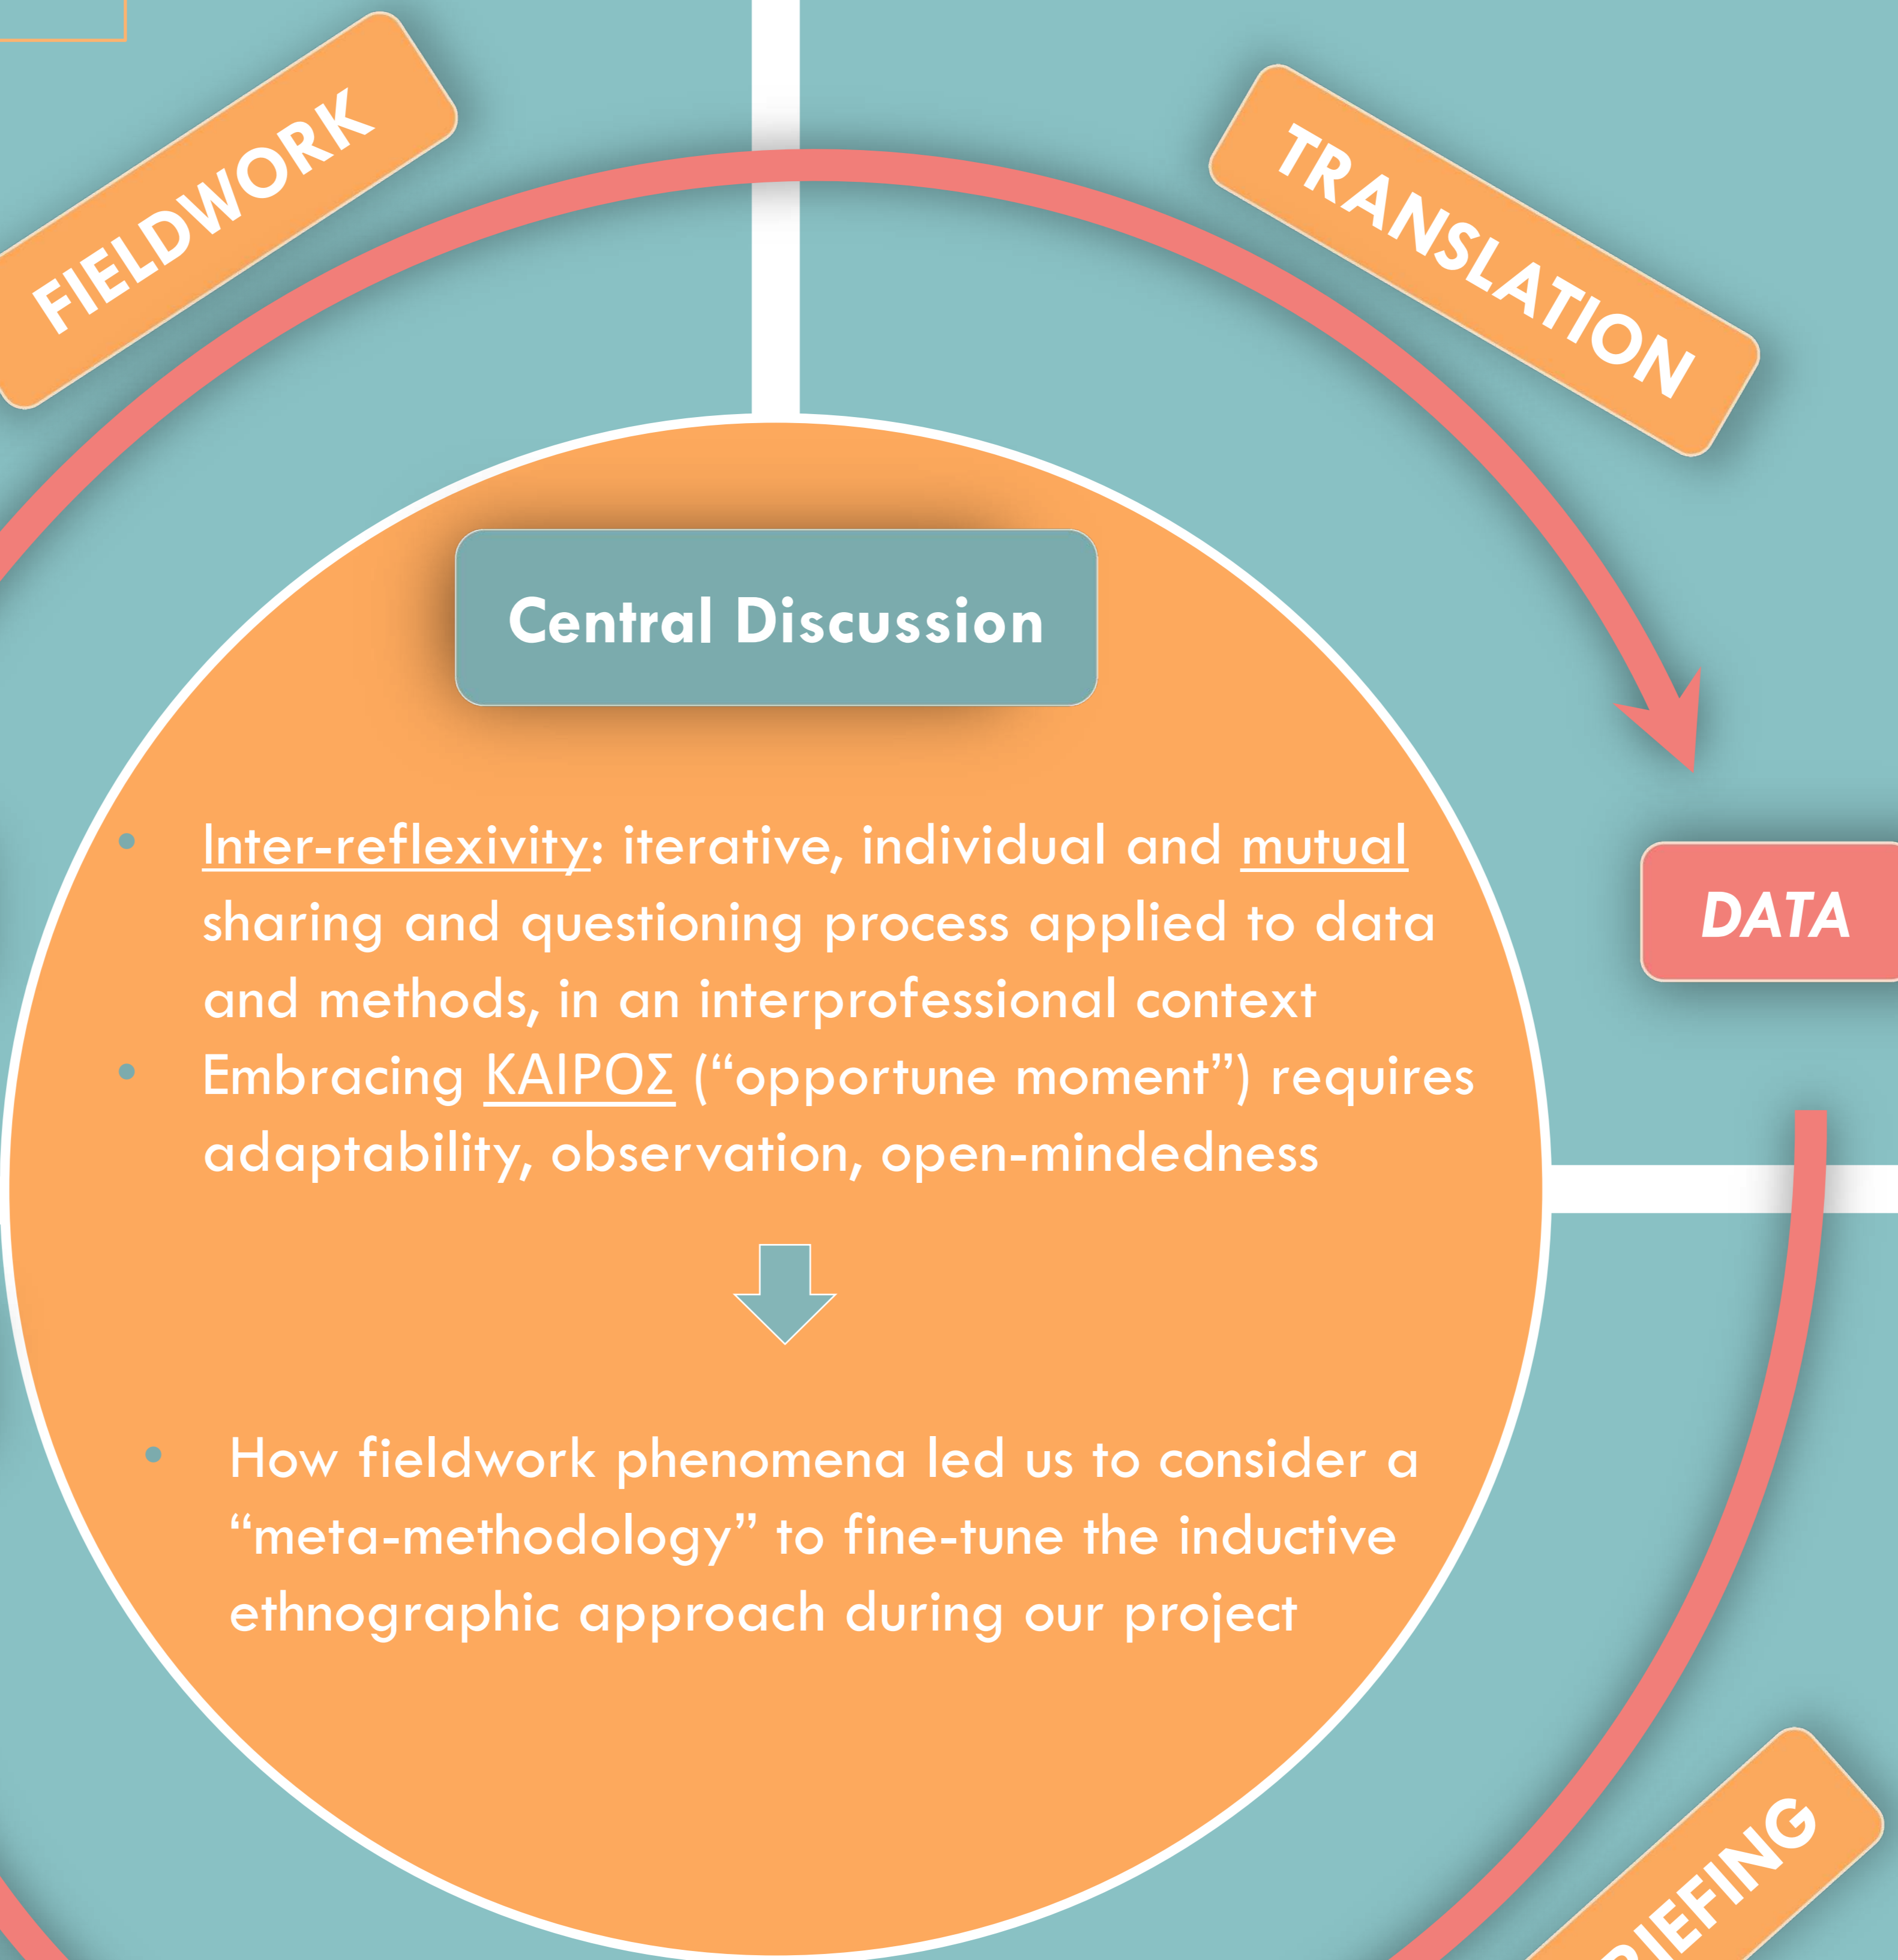 FIELDWORK
TRANSLATION
Central Discussion
• Inter-reflexivity: iterative, individual and mutual
sharing and questioning process applied to data
and methods, in an interprofessional context
• Embracing ΚΑΙΡΟΣ (“opportune moment”) requires
adaptability, observation, open-mindedness
DATA
• How fieldwork phenomena led us to consider a
“meta-methodology” to fine-tune the inductive
ethnographic approach during our project